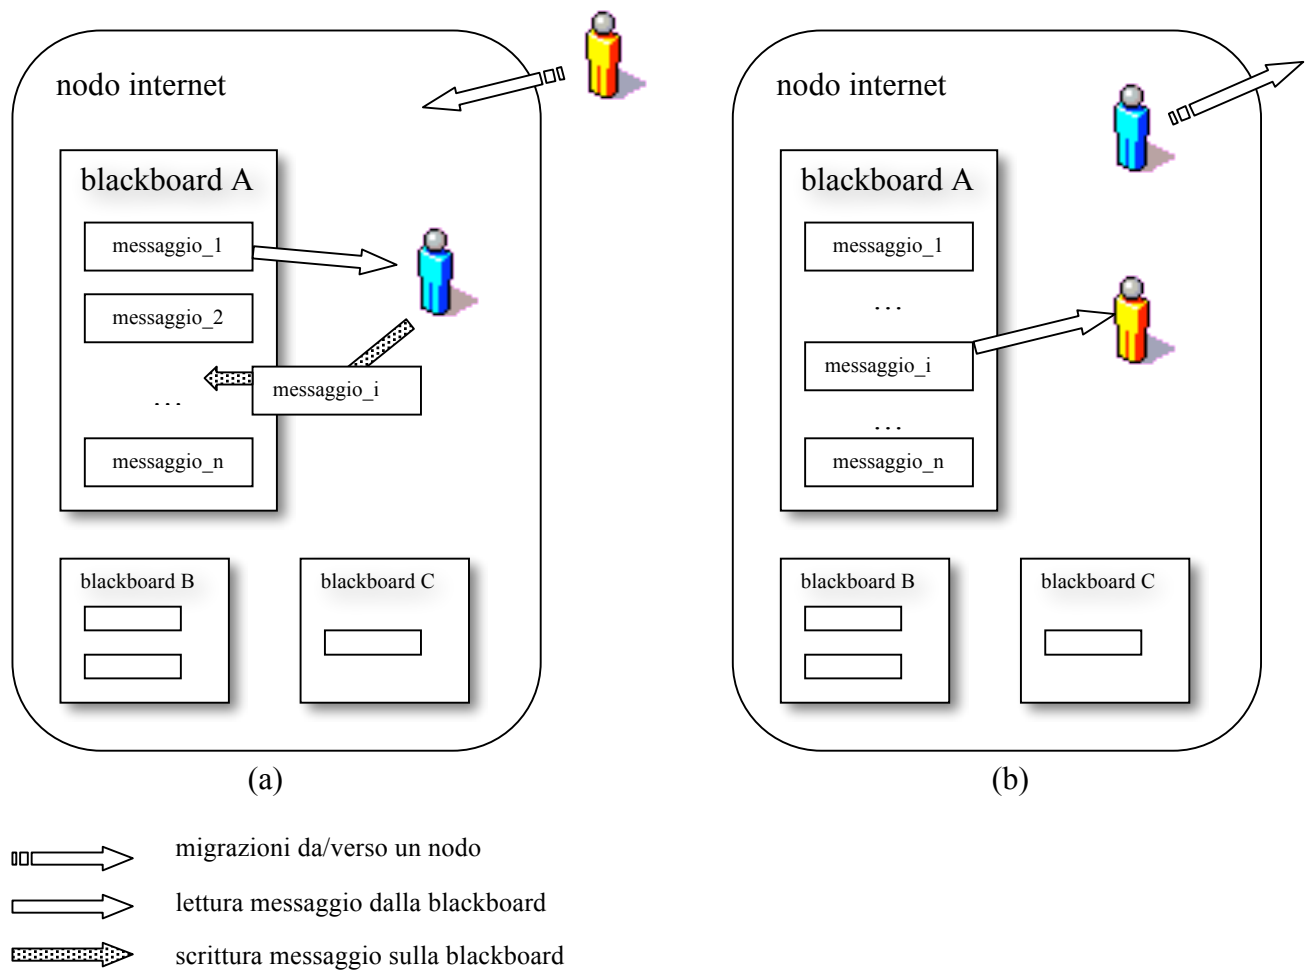 nodo internet
blackboard A
messaggio_1
messaggio_2
messaggio_i
...
messaggio_n
blackboard B
blackboard C
(a)
nodo internet
blackboard A
messaggio_1
...
messaggio_i
...
messaggio_n
blackboard B
blackboard C
(b)
migrazioni da/verso un nodo
lettura messaggio dalla blackboard
scrittura messaggio sulla blackboard